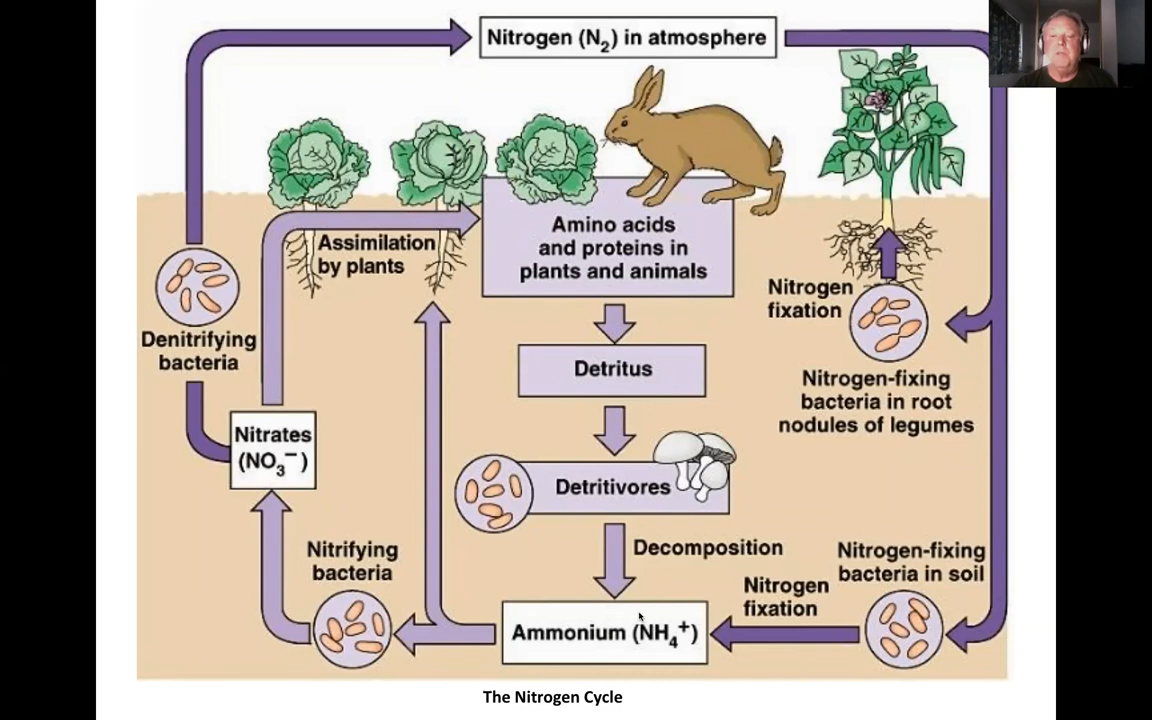 Nitrogen (N₂) in atmosphere
Assimilation
by plants
Amino acids
and proteins in
plants and animals
Nitrogen
fixation
Denitrifying
bacteria
Detritus
Nitrogen-fixing
bacteria in root
nodules of legumes
Nitrates
(NO₃⁻)
Detritivores
Decomposition
Nitrifying
bacteria
Nitrogen-fixing
bacteria in soil
Nitrogen
fixation
Ammonium (NH₄⁺)
The Nitrogen Cycle